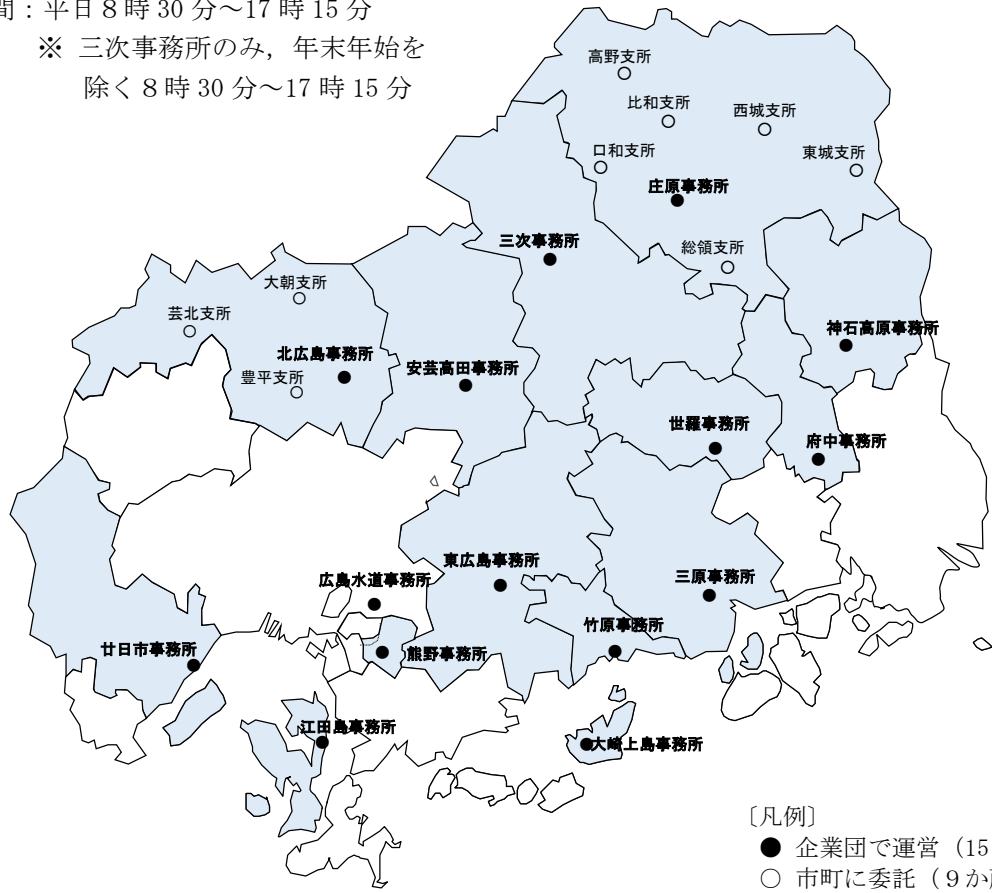 間：平日８時30分～17時15分
※ 三次事務所のみ，年末年始を
除く８時30分～17時15分
高野支所
比和支所
西城支所
口和支所
東城支所
庄原事務所
三次事務所
総領支所
大朝支所
芸北支所
神石高原事務所
北広島事務所
安芸高田事務所
豊平支所
世羅事務所
府中事務所
東広島事務所
三原事務所
広島水道事務所
竹原事務所
廿日市事務所
熊野事務所
江田島事務所
大崎上島事務所
〔凡例〕
● 企業団で運営（15
○ 市町に委託（９か